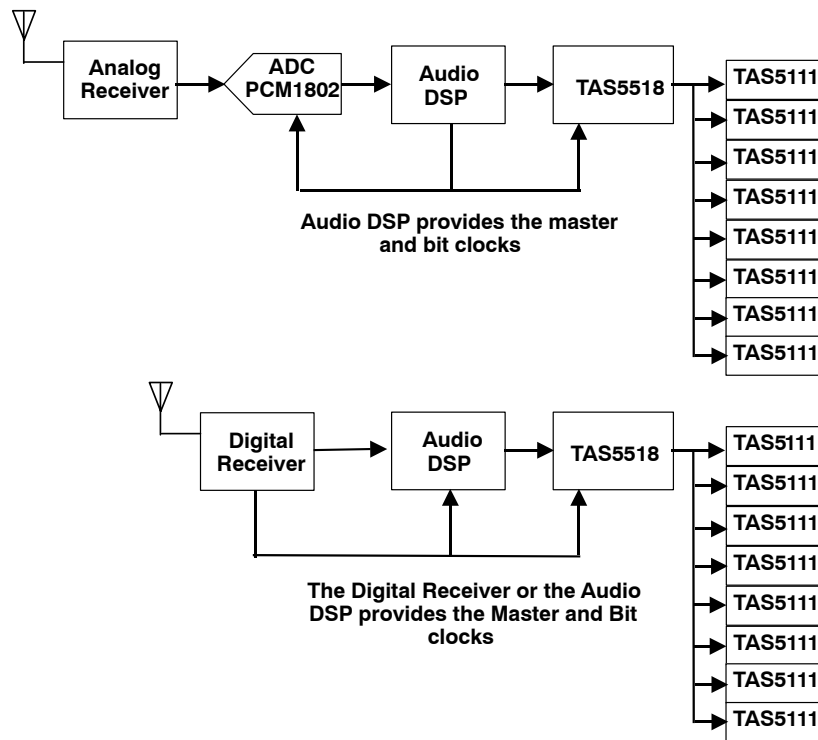 Analog
Receiver
ADC
PCM1802
Audio
DSP
TAS5518
TAS5111
TAS5111
TAS5111
TAS5111
TAS5111
TAS5111
TAS5111
TAS5111
Audio DSP provides the master
and bit clocks
Digital
Receiver
Audio
DSP
TAS5518
TAS5111
TAS5111
TAS5111
TAS5111
TAS5111
TAS5111
TAS5111
TAS5111
The Digital Receiver or the Audio
DSP provides the Master and Bit
clocks